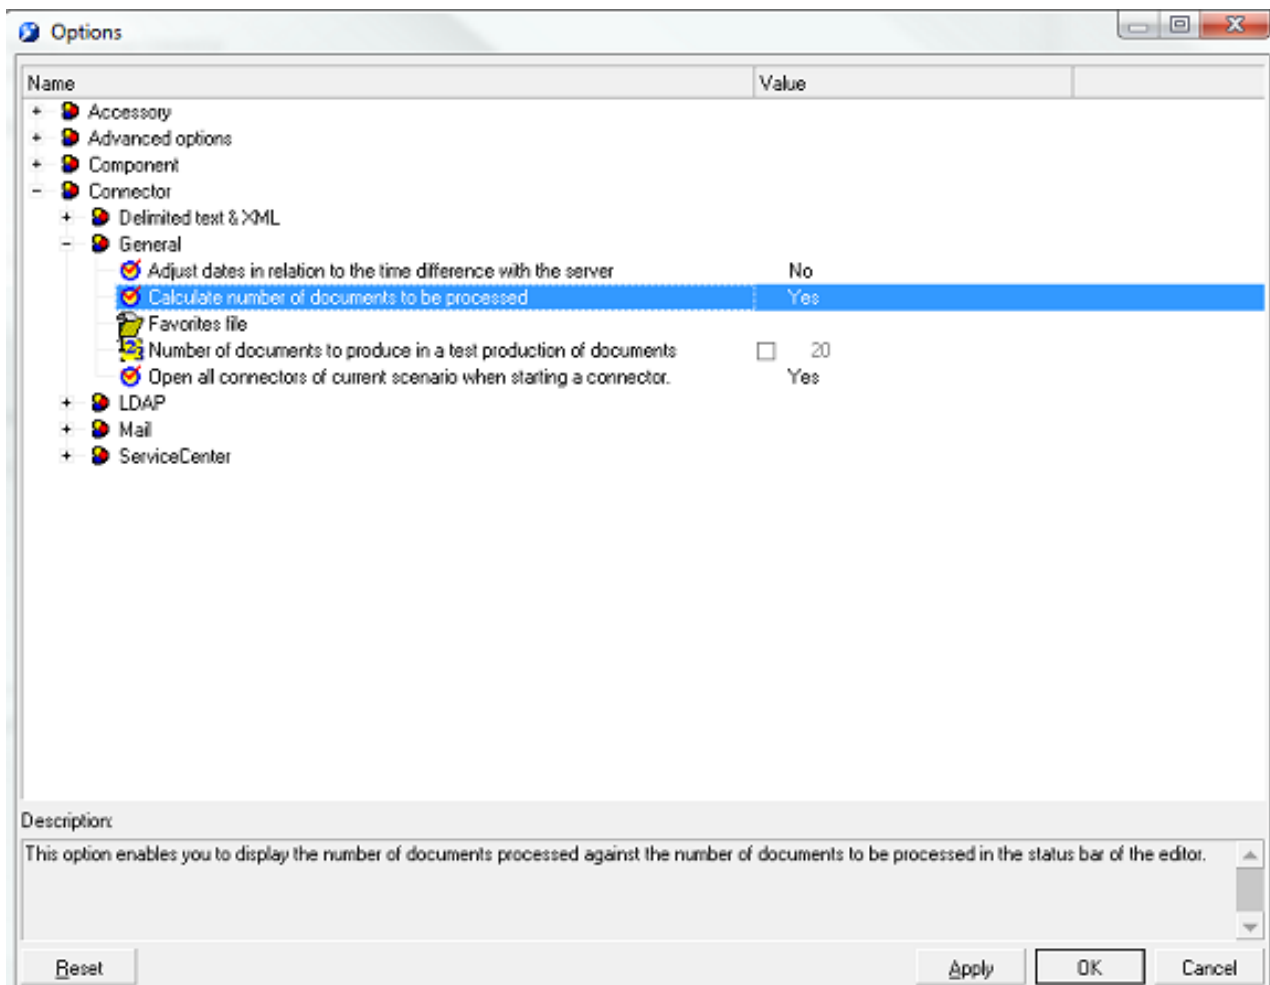 Options
Name Value
Accessory
Advanced options
Component
Connector
Delimited text & XML
General
Adjust dates in relation to the time difference with the server No
Calculate number of documents to be processed Yes
Favorites file
Number of documents to produce in a test production of documents 20
Open all connectors of current scenario when starting a connector. Yes
LDAP
Mail
ServiceCenter
Description:
This option enables you to display the number of documents processed against the number of documents to be processed in the status bar of the editor.
Reset Apply OK Cancel